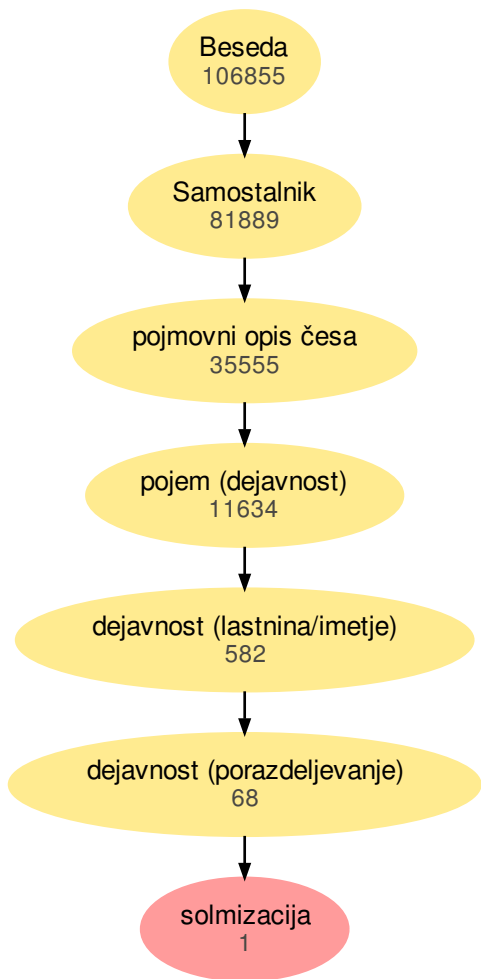 Beseda
106855
Samostalnik
81889
pojmovni opis česa
35555
pojem (dejavnost)
11634
dejavnost (lastnina/imetje)
582
dejavnost (porazdeljevanje)
68
solmizacija
1